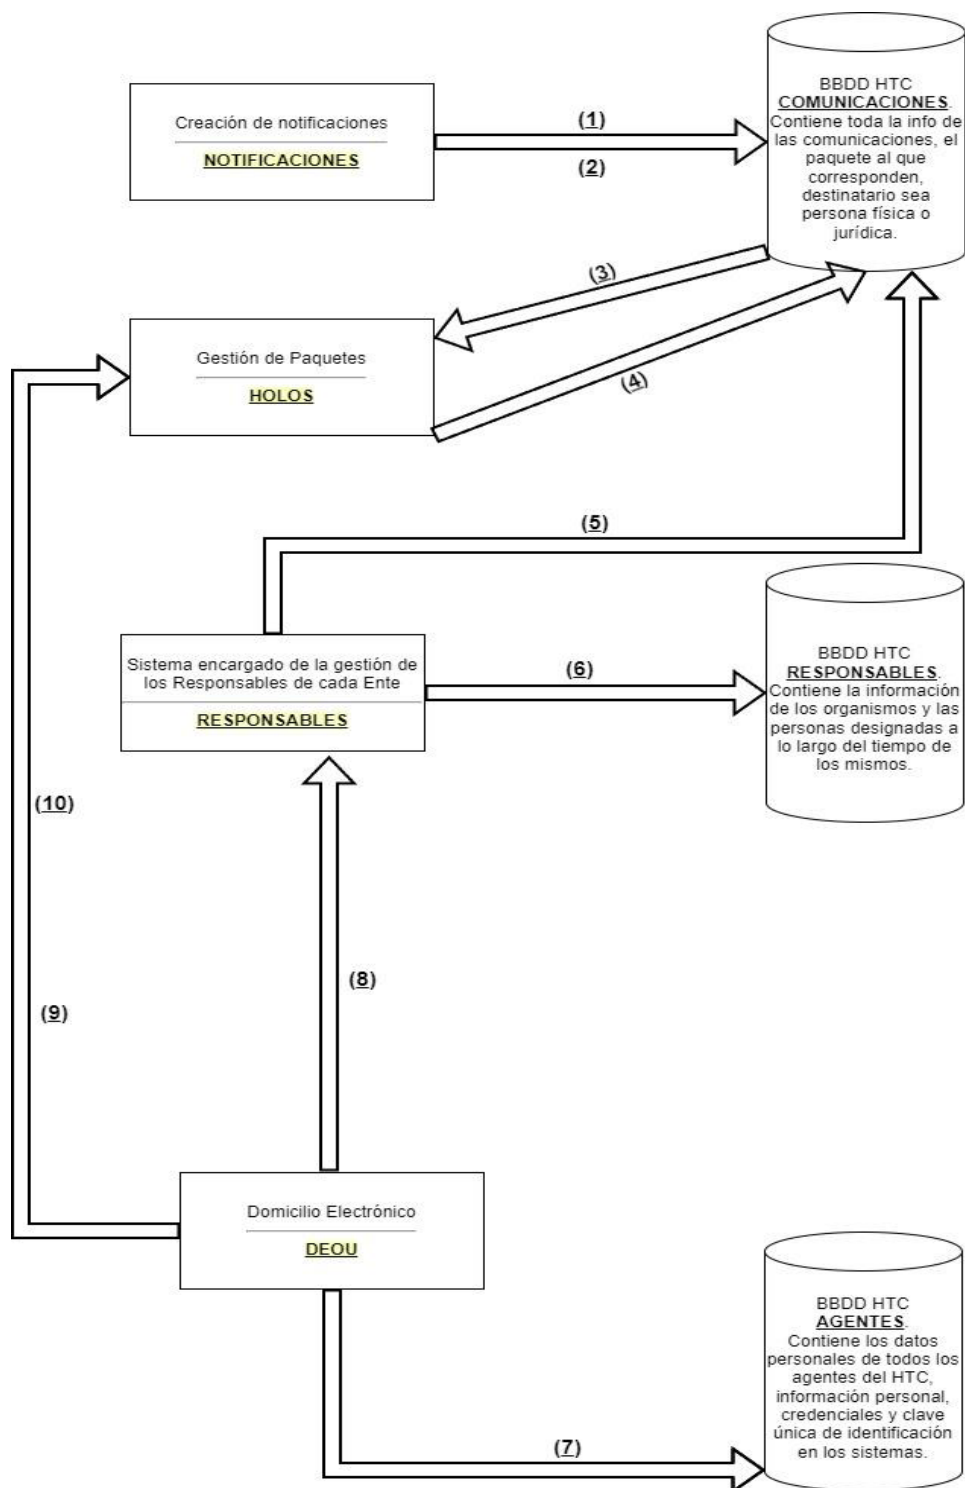 Creación de notificaciones
NOTIFICACIONES
(1)
(2)
BBDD HTC
COMUNICACIONES.
Contiene toda la info de
las comunicaciones, el
paquete al que
corresponden,
destinatario sea
persona física o
jurídica.
(3)
Gestión de Paquetes
HOLOS
(4)
(5)
Sistema encargado de la gestión de
los Responsables de cada Ente
RESPONSABLES
(6)
BBDD HTC
RESPONSABLES.
Contiene la información
de los organismos y las
personas designadas a
lo largo del tiempo de
los mismos.
(10)
(8)
(9)
Domicilio Electrónico
DEOU
BBDD HTC
AGENTES.
Contiene los datos
personales de todos los
agentes del HTC,
información personal,
credenciales y clave
única de identificación
en los sistemas.
(7)